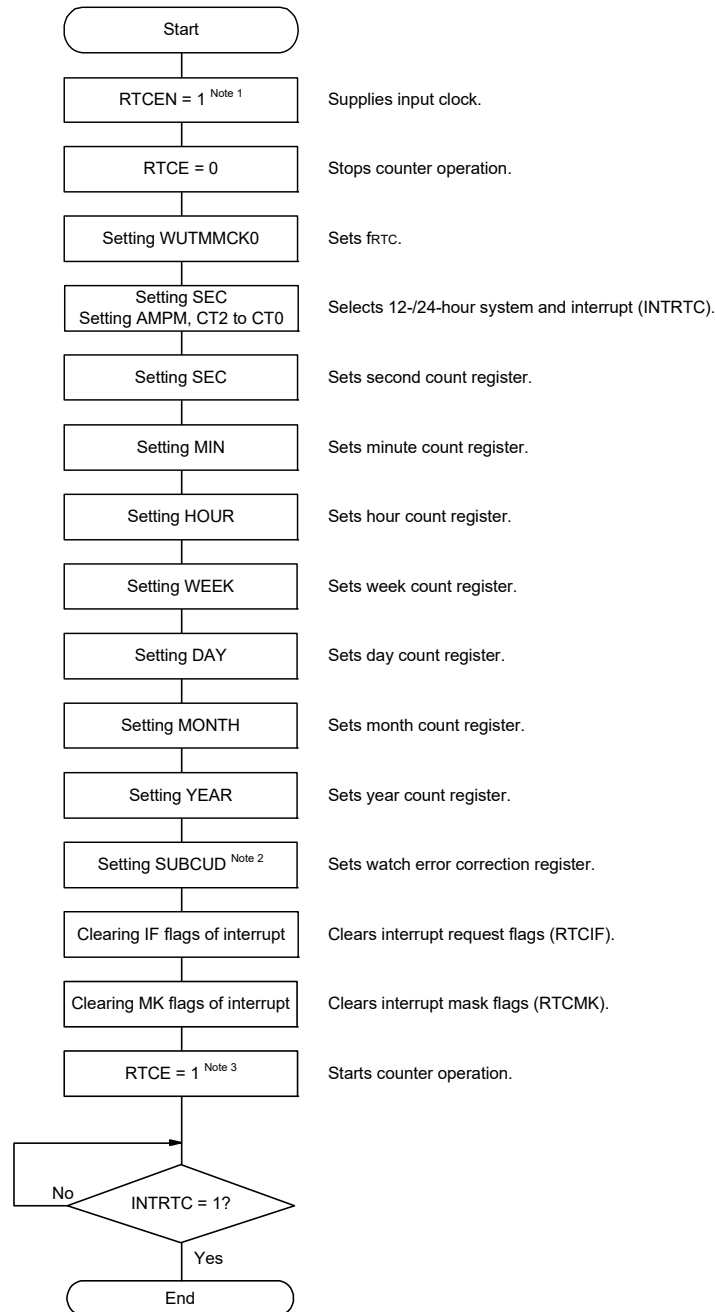 Start
RTCEN = 1 Note 1
Supplies input clock.
RTCE = 0
Stops counter operation.
Setting WUTMMCK0
Sets fRTC.
Setting SEC
Setting AMPM, CT2 to CT0
Selects 12-/24-hour system and interrupt (INTRTC).
Setting SEC
Sets second count register.
Setting MIN
Sets minute count register.
Setting HOUR
Sets hour count register.
Setting WEEK
Sets week count register.
Setting DAY
Sets day count register.
Setting MONTH
Sets month count register.
Setting YEAR
Sets year count register.
Setting SUBCUD Note 2
Sets watch error correction register.
Clearing IF flags of interrupt
Clears interrupt request flags (RTCIF).
Clearing MK flags of interrupt
Clears interrupt mask flags (RTCMK).
RTCE = 1 Note 3
Starts counter operation.
No
INTRTC = 1?
Yes
End